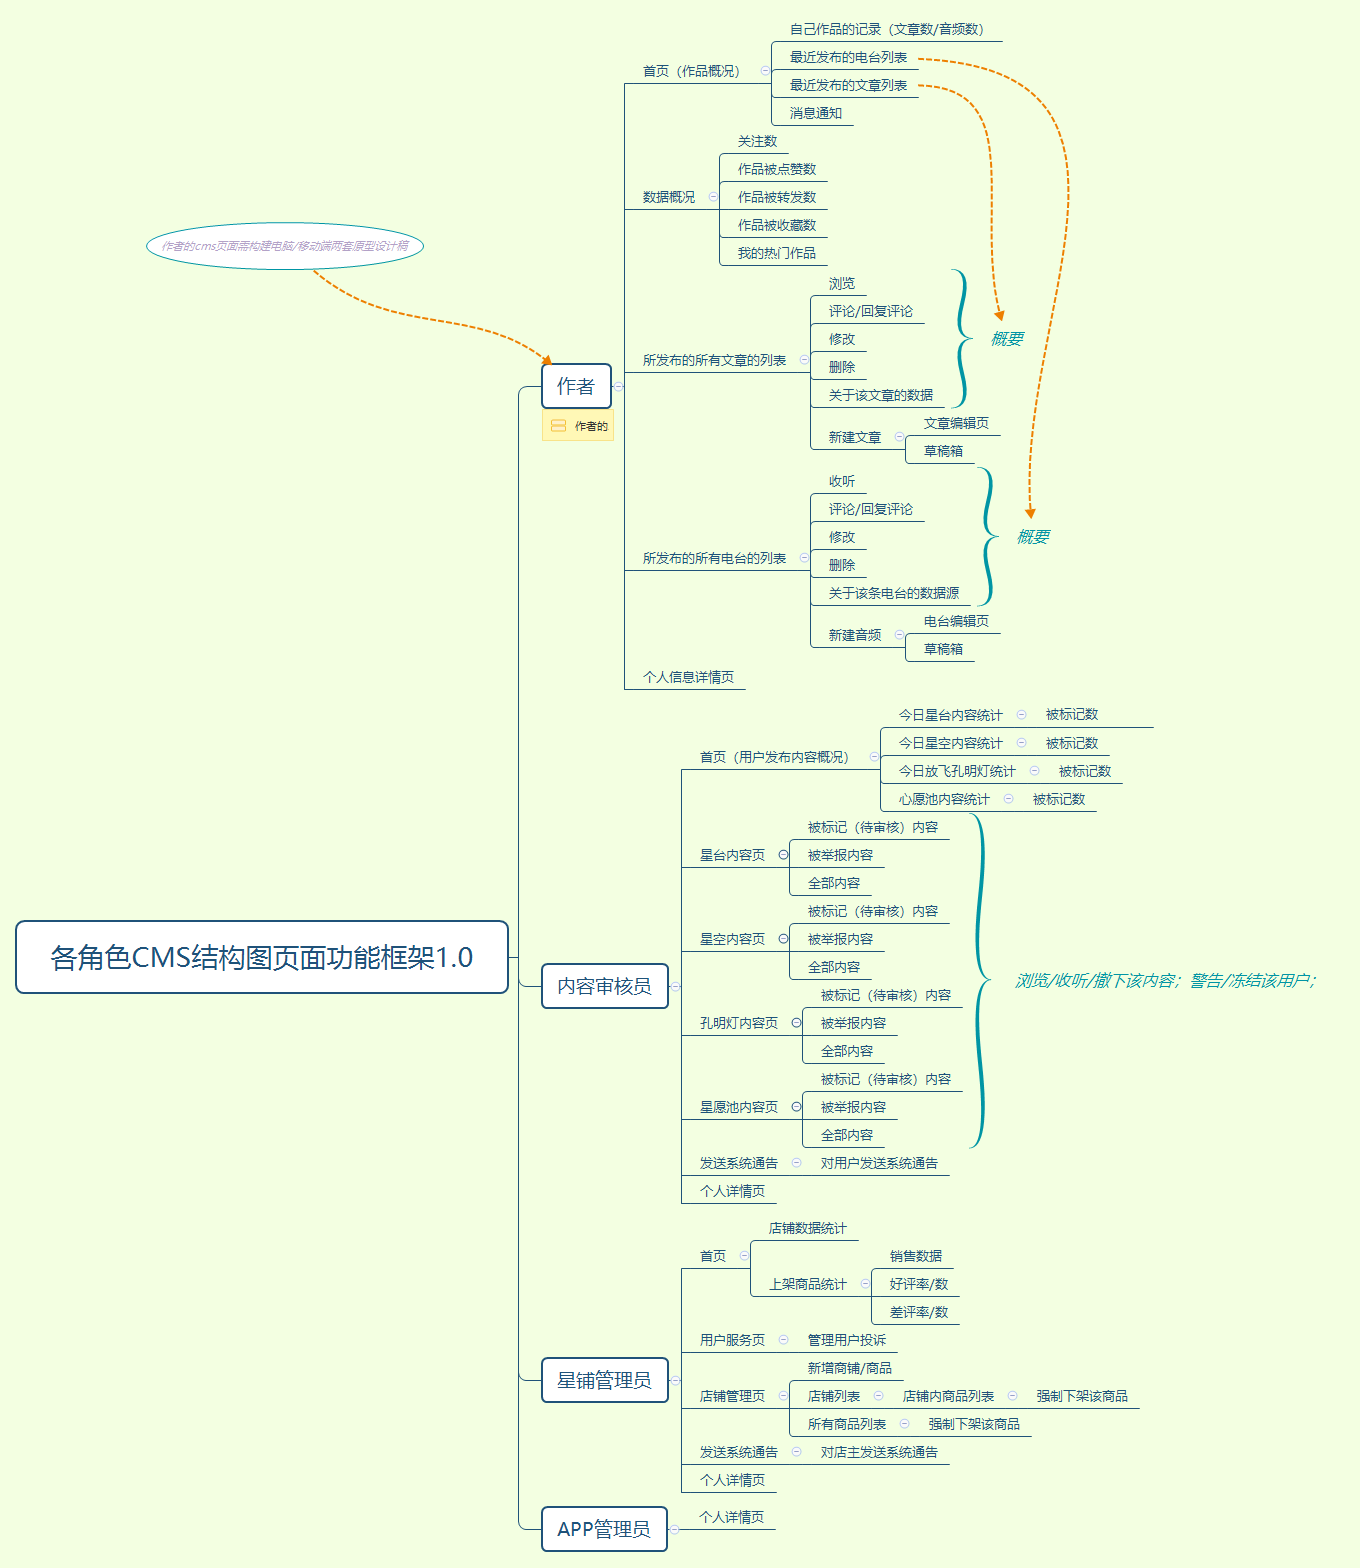 自己作品的记录（文章数/音频数）
最近发布的电台列表
首页（作品概况）
最近发布的文章列表
消息通知
关注数
作品被点赞数
数据概况
作品被转发数
作品被收藏数
我的热门作品
作者的cms页面需构建电脑/移动端两套原型设计稿
浏览
评论/回复评论
修改
概要
所发布的所有文章的列表
删除
关于该文章的数据
新建文章
文章编辑页
草稿箱
作者
作者的
收听
评论/回复评论
修改
概要
所发布的所有电台的列表
删除
关于该条电台的数据源
新建音频
电台编辑页
草稿箱
个人信息详情页
今日星台内容统计 被标记数
今日星空内容统计 被标记数
首页（用户发布内容概况）
今日放飞孔明灯统计 被标记数
心愿池内容统计 被标记数
被标记（待审核）内容
星台内容页 被举报内容
全部内容
被标记（待审核）内容
星空内容页 被举报内容
全部内容
各角色CMS结构图页面功能框架1.0
内容审核员
浏览/收听/撤下该内容；警告/冻结该用户；
被标记（待审核）内容
孔明灯内容页 被举报内容
全部内容
被标记（待审核）内容
星愿池内容页 被举报内容
全部内容
发送系统通告 对用户发送系统通告
个人详情页
店铺数据统计
首页
销售数据
上架商品统计 好评率/数
差评率/数
用户服务页 管理用户投诉
星铺管理员
新增商铺/商品
店铺管理页 店铺列表 店铺内商品列表 强制下架该商品
所有商品列表 强制下架该商品
发送系统通告 对店主发送系统通告
个人详情页
APP管理员
个人详情页